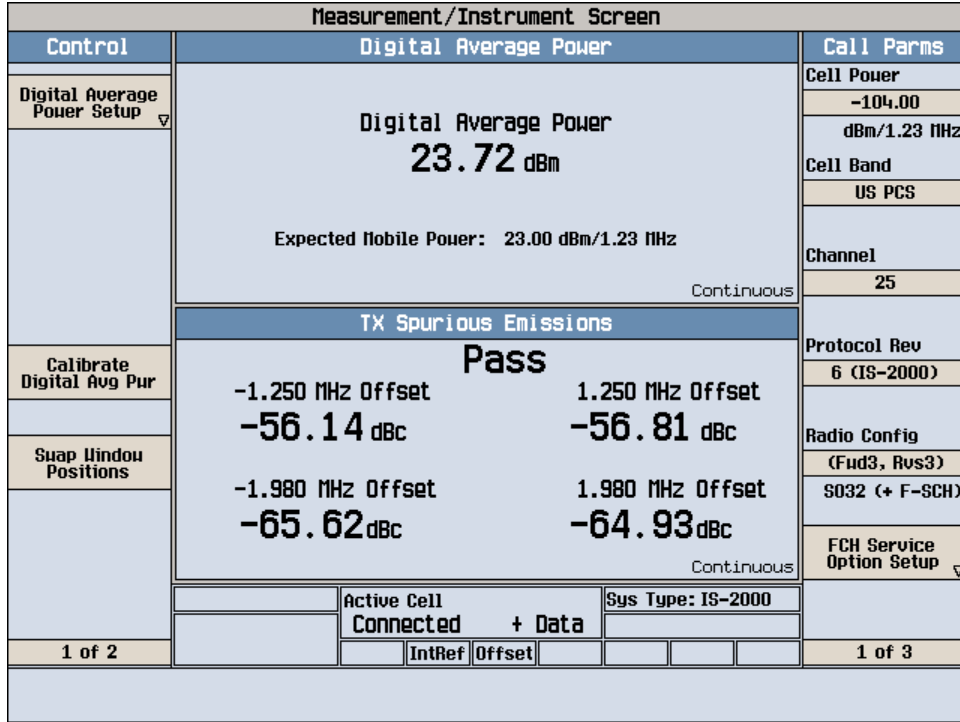 Measurement/Instrument Screen
Control
Digital Average
Power Setup
Calibrate
Digital Avg Pwr
Swap Window
Positions
1 of 2
Digital Average Power
Digital Average Power
23.72 dBm
Expected Mobile Power: 23.00 dBm/1.23 MHz
Continuous
TX Spurious Emissions
Pass
-1.250 MHz Offset 1.250 MHz Offset
-56.14 dBc -56.81 dBc
-1.980 MHz Offset 1.980 MHz Offset
-65.62 dBc -64.93 dBc
Continuous
Active Cell Sys Type: IS-2000
Connected + Data
IntRef Offset
Call Parms
Cell Power
-104.00
dBm/1.23 MHz
Cell Band
US PCS
Channel
25
Protocol Rev
6 (IS-2000)
Radio Config
(Fwd3, Rvs3)
SO32 (+ F-SCH)
FCH Service
Option Setup
1 of 3